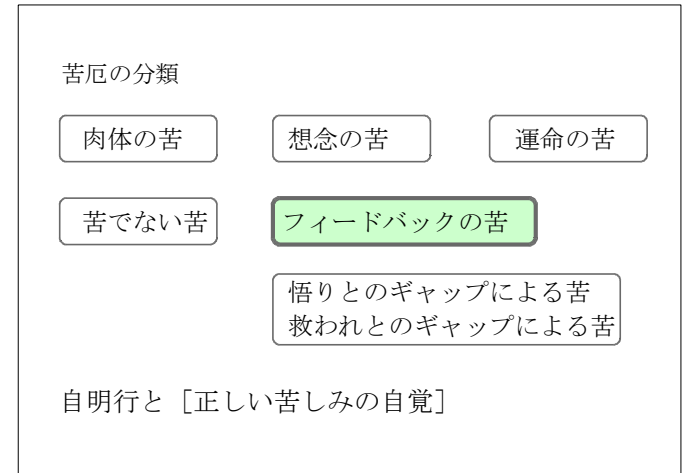 苦厄の分類
肉体の苦
想念の苦
運命の苦
苦でない苦
フィードバックの苦
悟りとのギャップによる苦
救われとのギャップによる苦
自明行と［正しい苦しみの自覚］